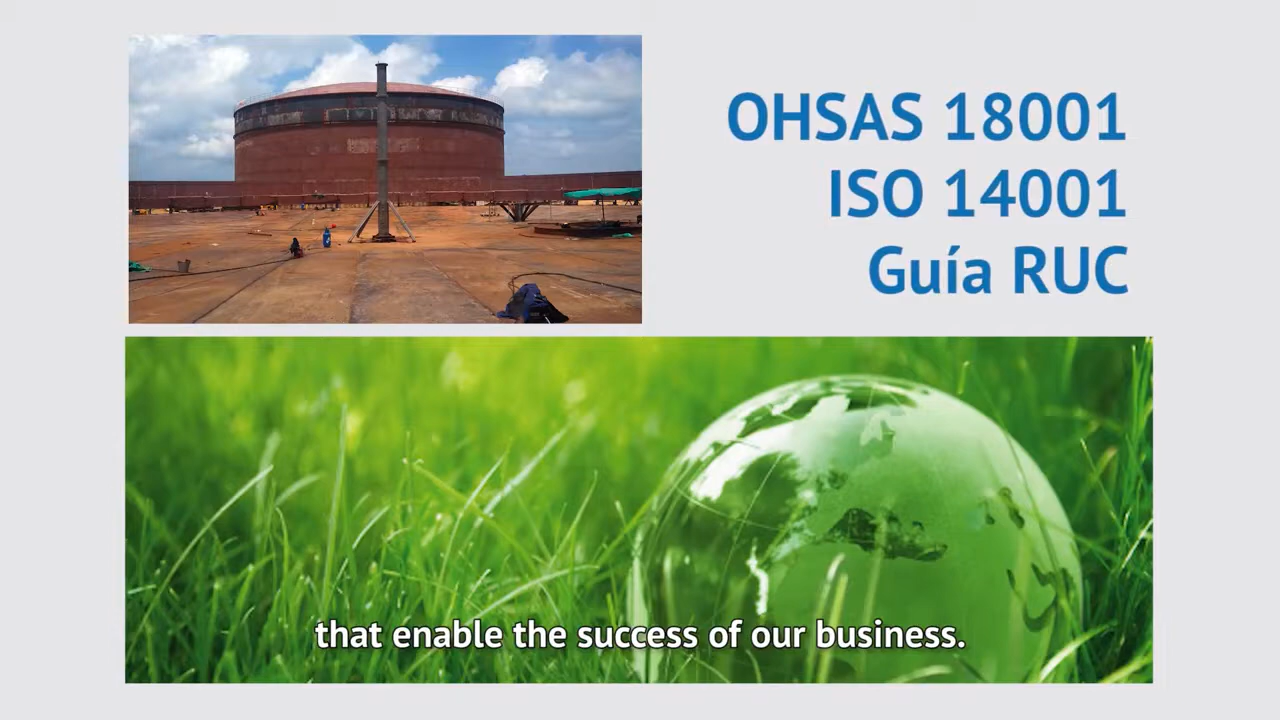 OHSAS 18001
ISO 14001
Guía RUC
that enable the success of our business.